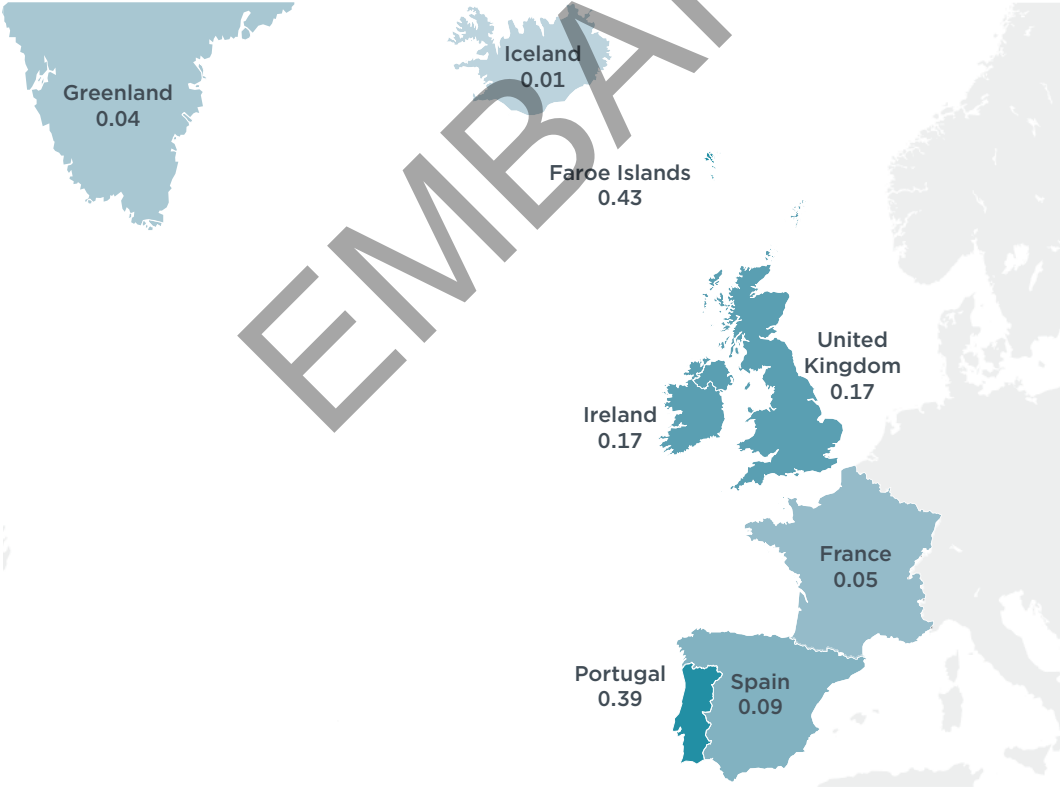 Iceland
0.01
Greenland
0.04
Faroe Islands
0.43
United
Kingdom
0.17
Ireland
0.17
France
0.05
Portugal
0.39
Spain
0.09